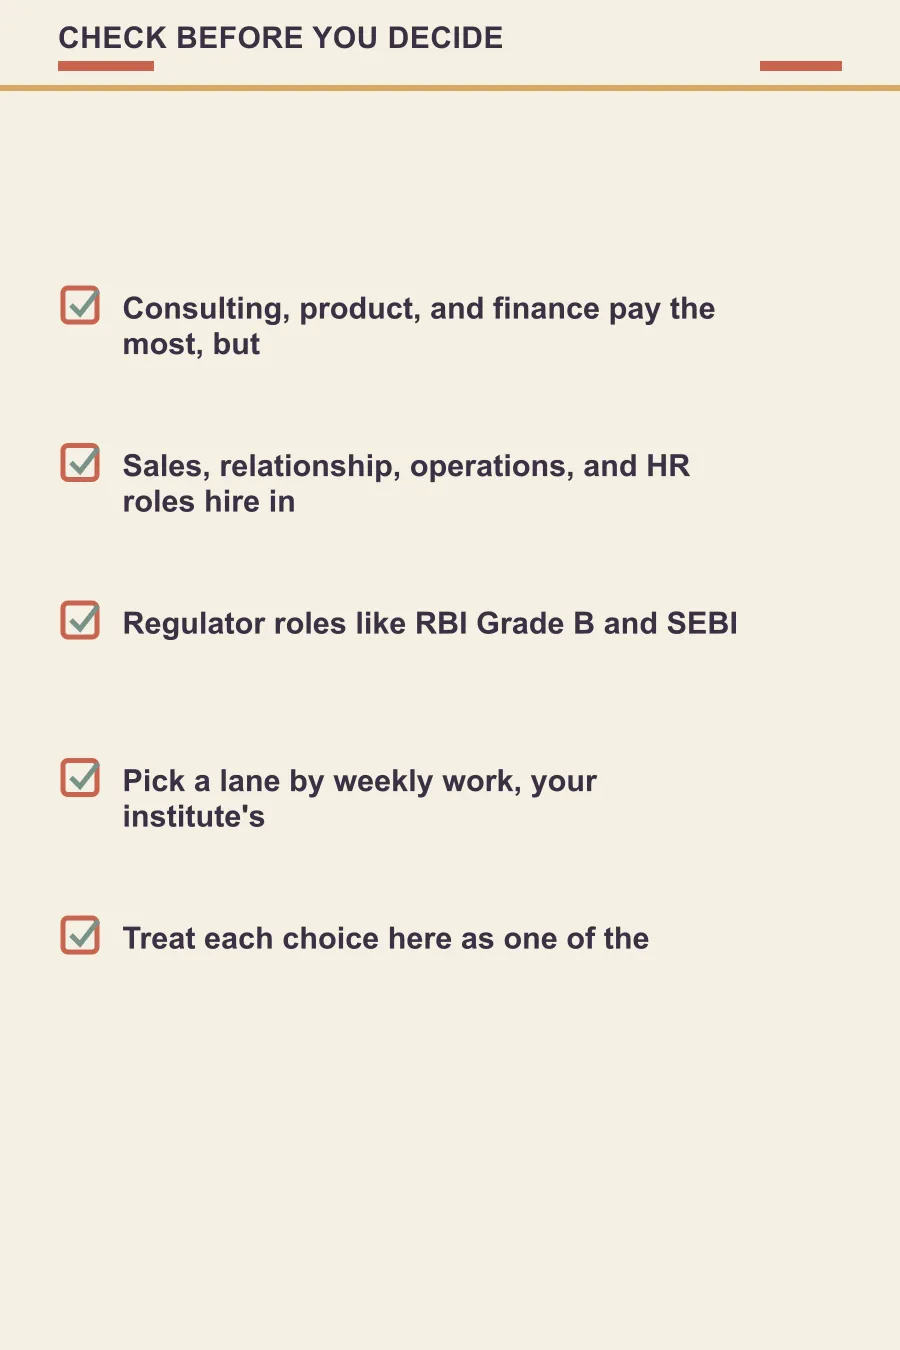 CHECK BEFORE YOU DECIDE
Consulting, product, and finance pay the
most, but
Sales, relationship, operations, and HR
roles hire in
Regulator roles like RBI Grade B and SEBI
Pick a lane by weekly work, your
institute's
Treat each choice here as one of the